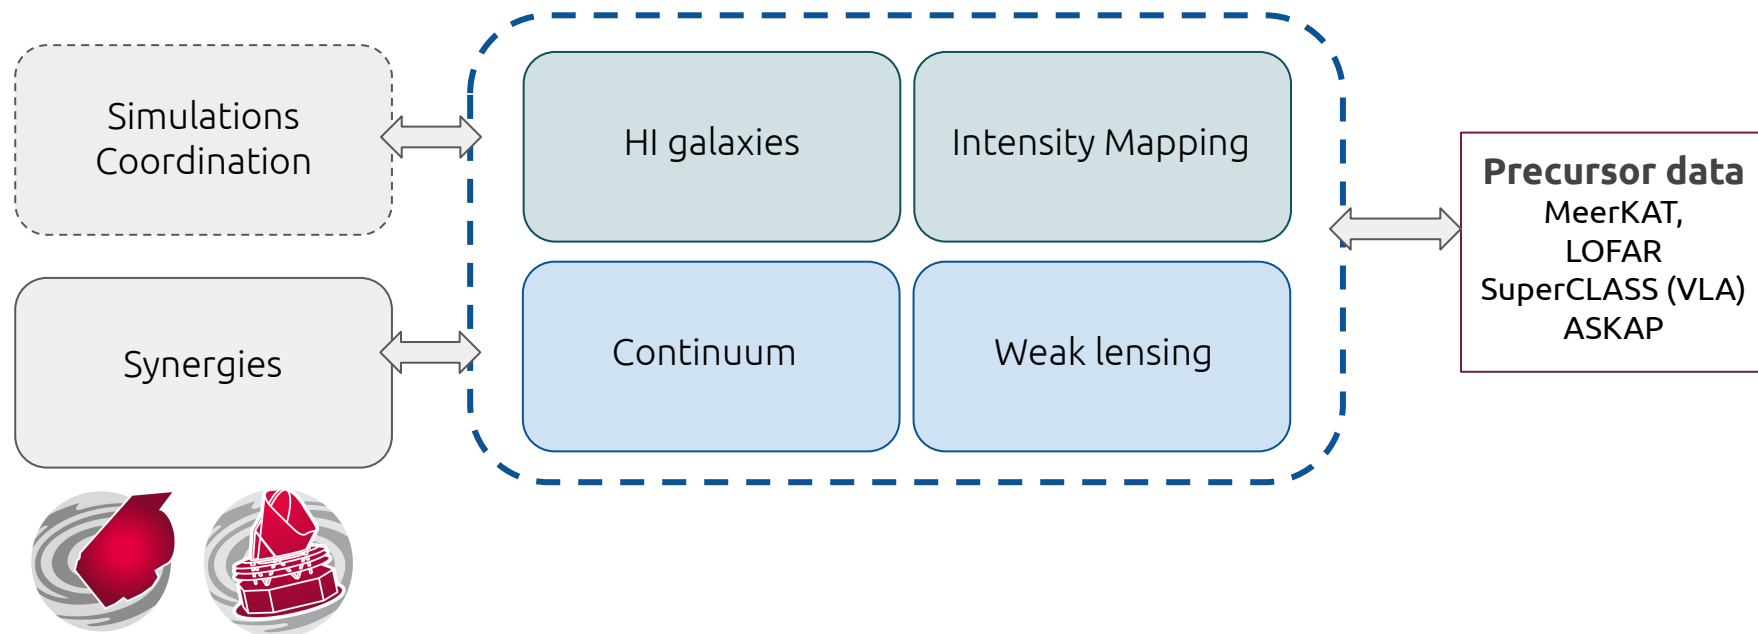 Simulations
Coordination
Synergies
HI galaxies
Intensity Mapping
Continuum
Weak lensing
Precursor data
MeerKAT,
LOFAR
SuperCLASS (VLA)
ASKAP